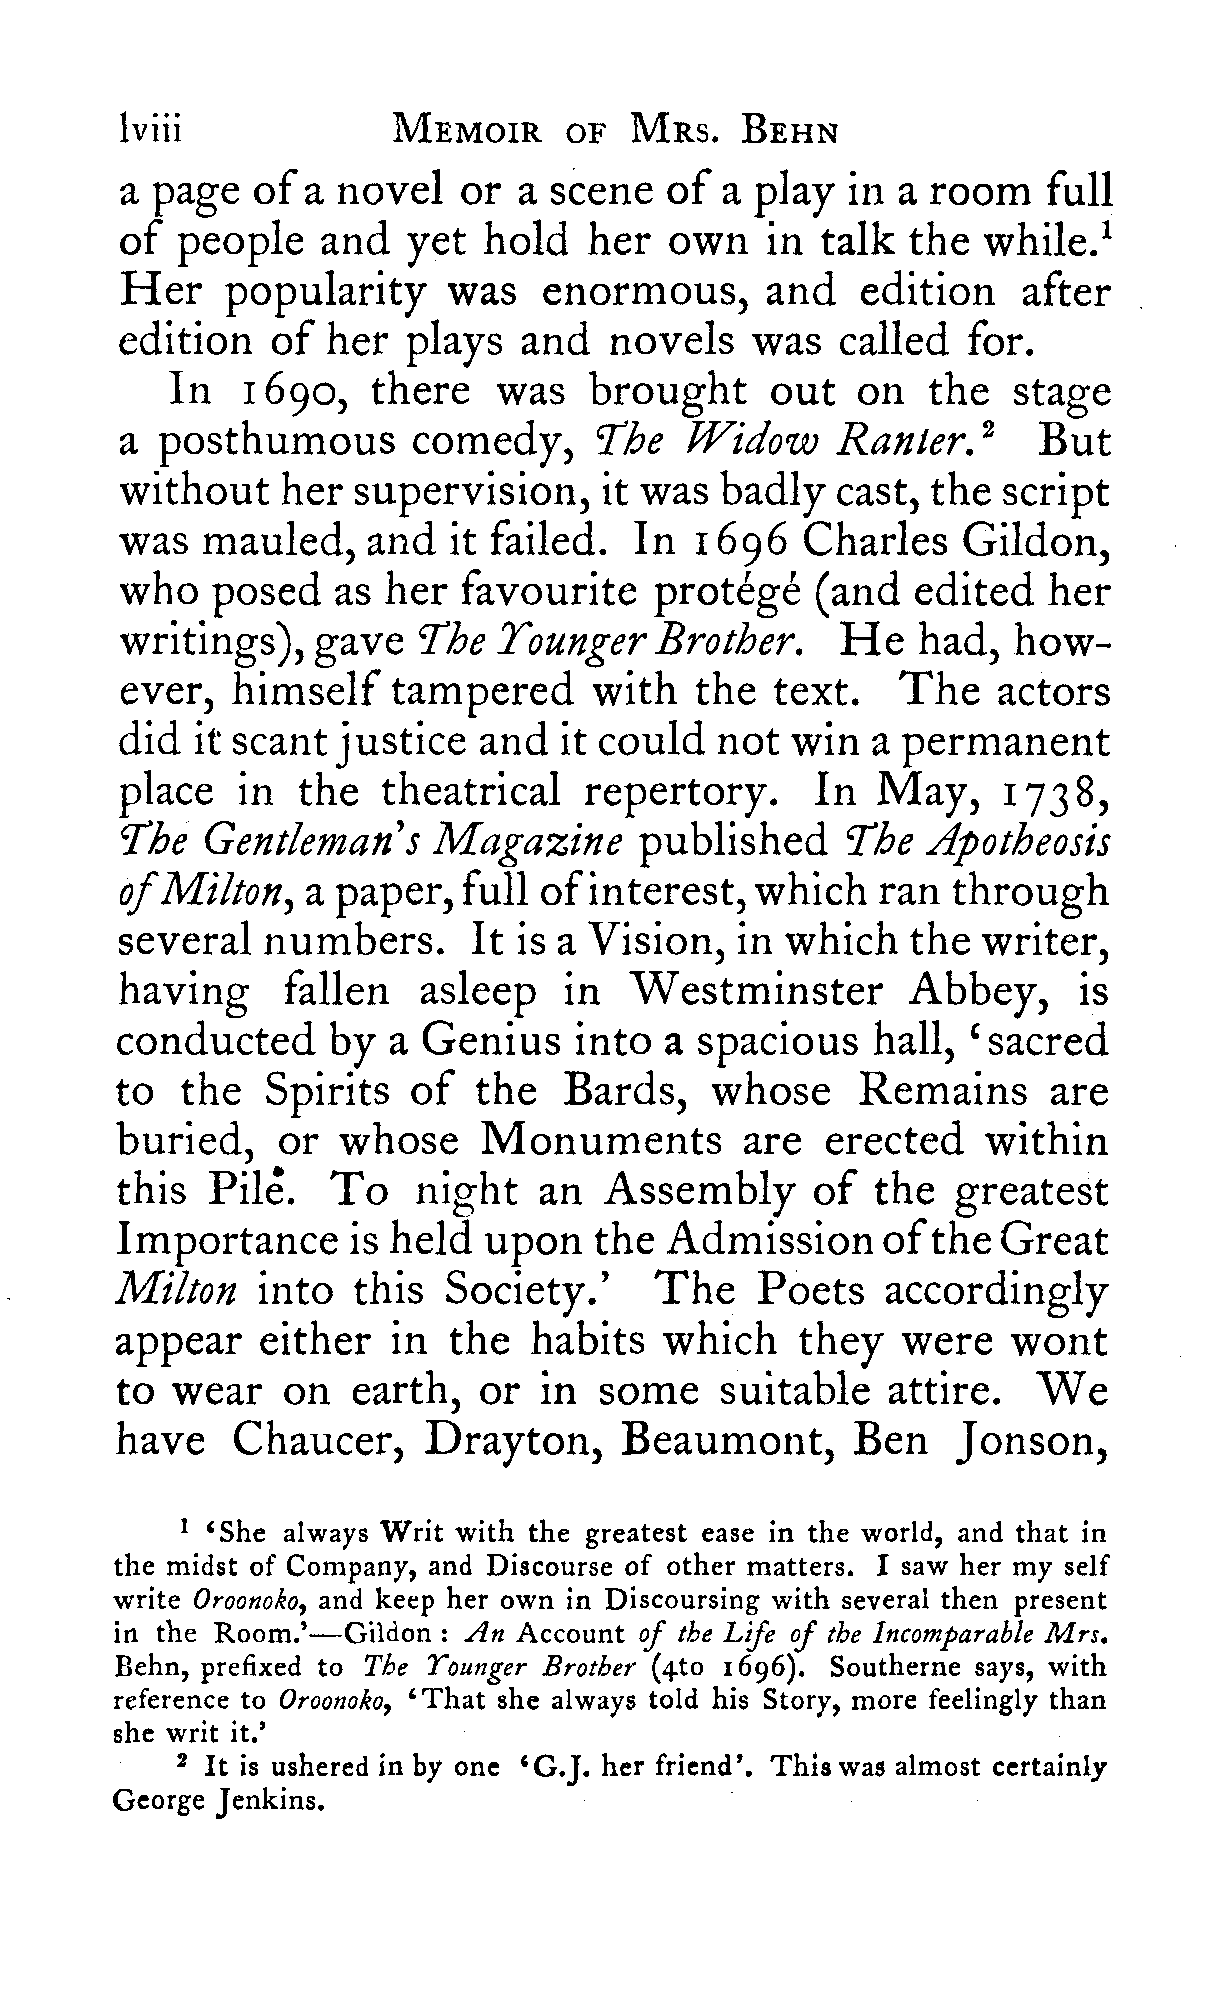 lviii Memoir of Mrs. Behn
a page of a novel or a scene of a play in a room full
of people and yet hold her own in talk the while.¹
Her popularity was enormous, and edition after
edition of her plays and novels was called for.
In 1690, there was brought out on the stage
a posthumous comedy, The Widow Ranter.² But
without her supervision, it was badly cast, the script
was mauled, and it failed. In 1696 Charles Gildon,
who posed as her favourite protégé (and edited her
writings), gave The Younger Brother. He had, how-
ever, himself tampered with the text. The actors
did it scant justice and it could not win a permanent
place in the theatrical repertory. In May, 1738,
The Gentleman's Magazine published The Apotheosis
of Milton, a paper, full of interest, which ran through
several numbers. It is a Vision, in which the writer,
having fallen asleep in Westminster Abbey, is
conducted by a Genius into a spacious hall, ‘sacred
to the Spirits of the Bards, whose Remains are
buried, or whose Monuments are erected within
this Pile. To night an Assembly of the greatest
Importance is held upon the Admission of the Great
Milton into this Society.’ The Poets accordingly
appear either in the habits which they were wont
to wear on earth, or in some suitable attire. We
have Chaucer, Drayton, Beaumont, Ben Jonson,
¹ ‘She always Writ with the greatest ease in the world, and that in
the midst of Company, and Discourse of other matters. I saw her my self
write Oroonoko, and keep her own in Discoursing with several then present
in the Room.’—Gildon : An Account of the Life of the Incomparable Mrs.
Behn, prefixed to The Younger Brother (4to 1696). Southerne says, with
reference to Oroonoko, ‘That she always told his Story, more feelingly than
she writ it.’
² It is ushered in by one ‘G.J. her friend’. This was almost certainly
George Jenkins.